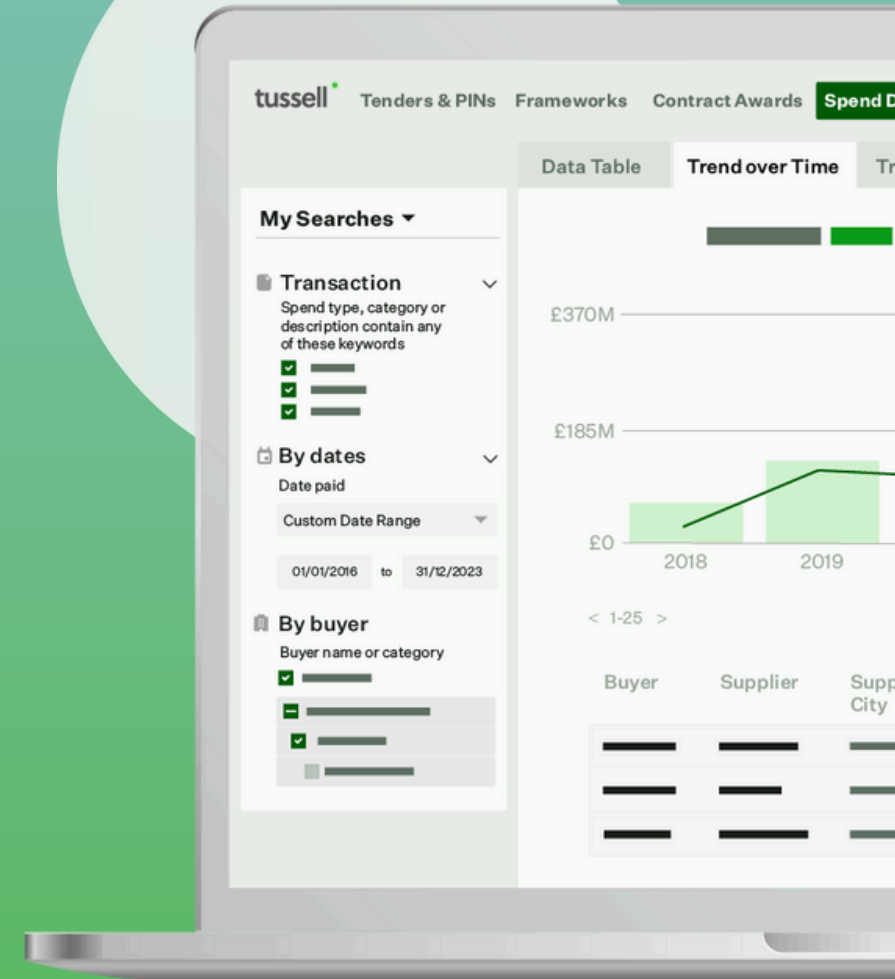 tussell
Tenders & PINs Frameworks Contract Awards Spend
Data Table Trend over Time
My Searches
Transaction
Spend type, category or
description contain any
of these keywords
By dates
Date paid
Custom Date Range
01/01/2016 to 31/12/2023
By buyer
Buyer name or category
£370M
£185M
£0
2018 2019
< 1-25 >
Buyer Supplier
City